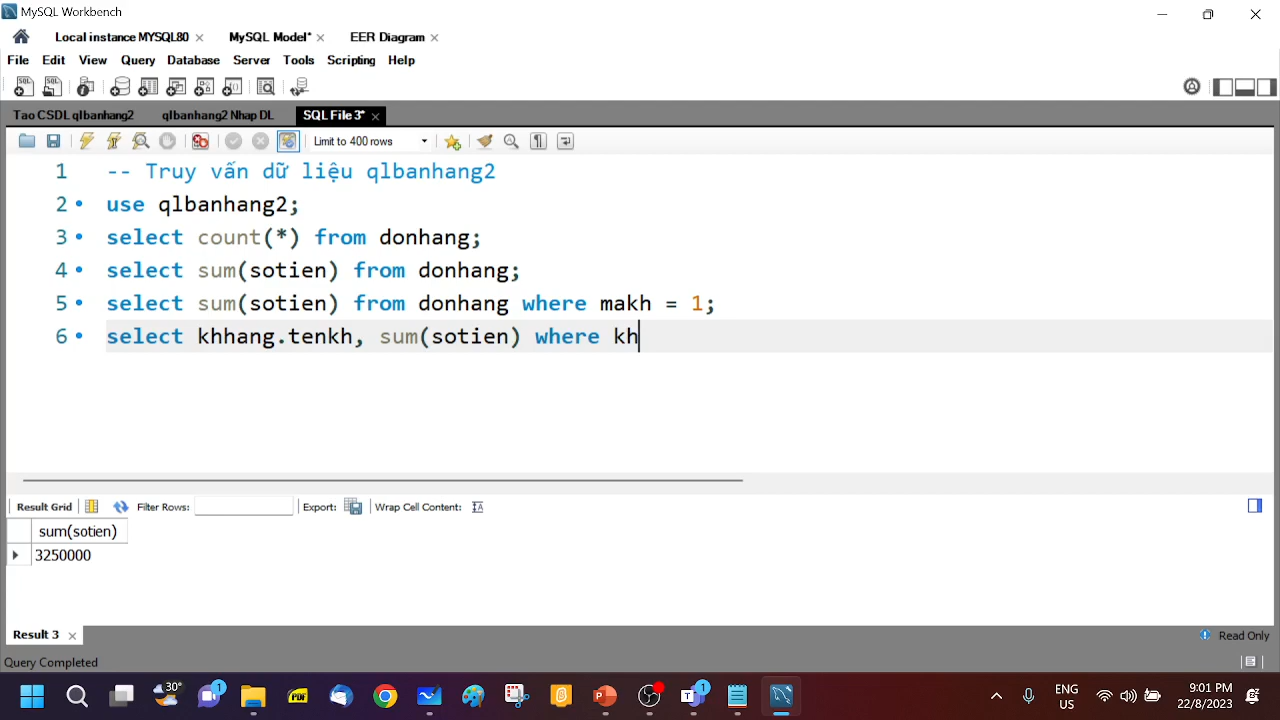 MySQL Workbench
Local instance MYSQL80
MySQL Model*
EER Diagram
File Edit View Query Database Server Tools Scripting Help
Tao CSDL qlbanhang2
qlbanhang2 Nhap DL
SQL File 3*
Limit to 400 rows
1 -- Truy vấn dữ liệu qlbanhang2
2 use qlbanhang2;
3 select count(*) from donhang;
4 select sum(sotien) from donhang;
5 select sum(sotien) from donhang where makh = 1;
6 select khhang.tenkh, sum(sotien) where kh
Result Grid Filter Rows: Export: Wrap Cell Content:
sum(sotien)
3250000
Result 3
Read Only
Query Completed
30°
1
PDF
1
ENG
US
9:01 PM
22/8/2023